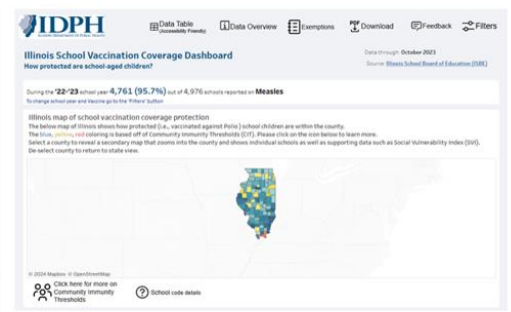 IDPH
ILLINOIS DEPARTMENT OF PUBLIC HEALTH
Data Table
(Accessibility Friendly)
Data Overview
Exemptions
PDF
Download
Feedback
Filters
Illinois School Vaccination Coverage Dashboard
How protected are school-aged children?
Data through October 2023
Source: Illinois School Board of Education (ISBE)
During the '22-'23 school year 4,761 (95.7%) out of 4,976 schools reported on Measles
To change school year and Vaccine go to the 'Filters' button
Illinois map of school vaccination coverage protection
The below map of Illinois shows how protected (i.e., vaccinated against Polio ) school children are within the county.
The blue, yellow, red coloring is based off of Community Immunity Thresholds (CIT). Please click on the icon below to learn more.
Select a county to reveal a secondary map that zooms into the county and shows individual schools as well as supporting data such as Social Vulnerability Index (SVI).
De-select county to return to state view.
© 2024 Mapbox © OpenStreetMap
Click here for more on
Community Immunity
Thresholds
? School code details